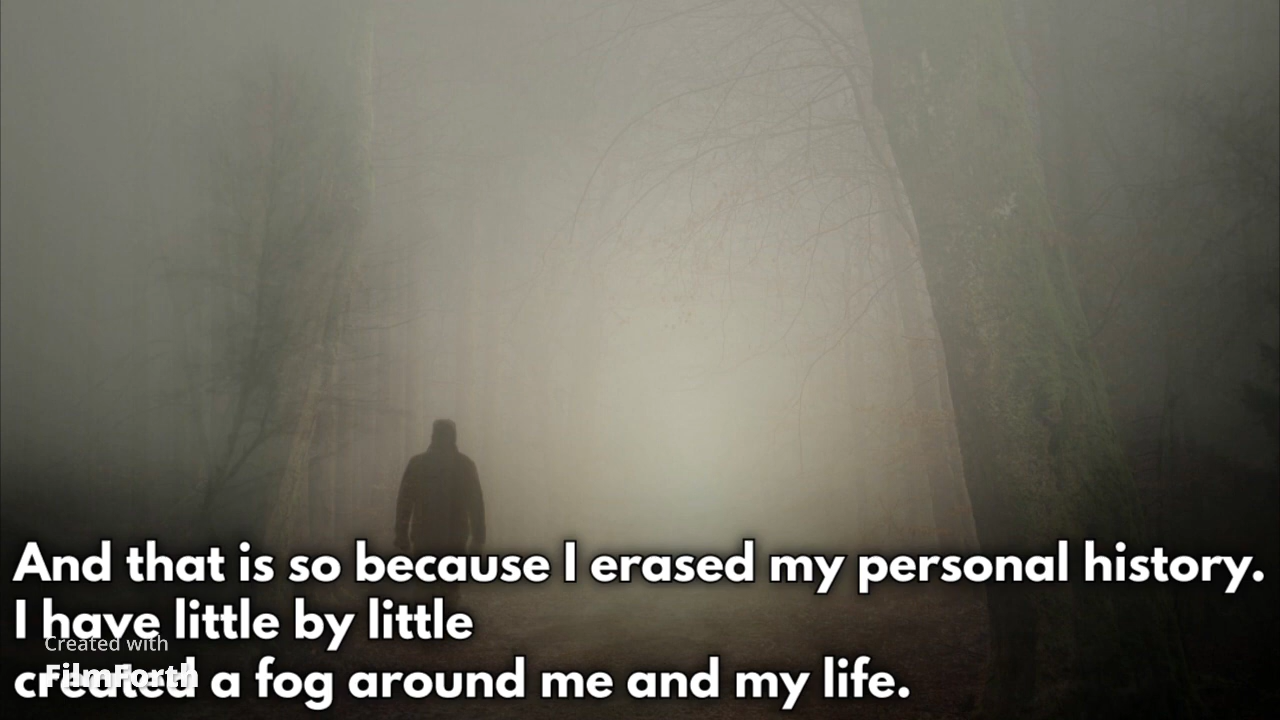 And that is so because I erased my personal history.
I have little by little
Created with
FilmForth
created a fog around me and my life.